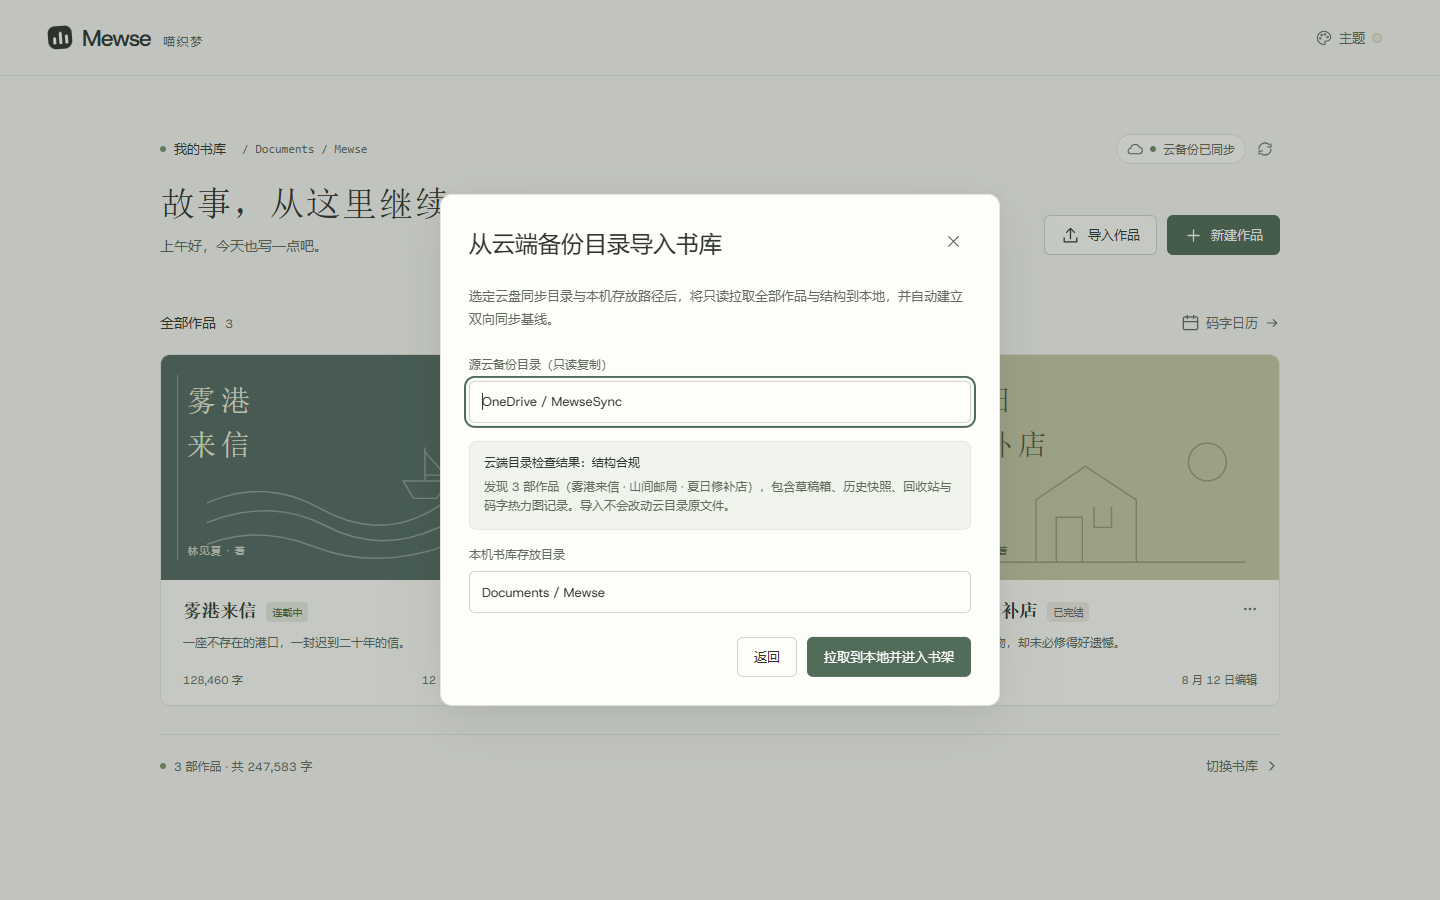 Mewse 喵织梦
主题
我的书库 / Documents / Mewse
云备份已同步
故事，从这里继续
上午好，今天也写一点吧。
导入作品
新建作品
全部作品 3
码字日历
雾港
来信
林见夏 · 著
雾港来信 连载中
一座不存在的港口，一封迟到二十年的信。
128,460 字
12
从云端备份目录导入书库
选定云盘同步目录与本机存放路径后，将只读拉取全部作品与结构到本地，并自动建立
双向同步基线。
源云备份目录（只读复制）
OneDrive / MewseSync
云端目录检查结果：结构合规
发现 3 部作品（雾港来信 · 山间邮局 · 夏日修补店），包含草稿箱、历史快照、回收站与
码字热力图记录。导入不会改动云目录原文件。
本机书库存放目录
Documents / Mewse
返回
拉取到本地并进入书架
补店
著
补店 已完结
，却未必修得好遗憾。
8 月 12 日编辑
3 部作品 · 共 247,583 字
切换书库